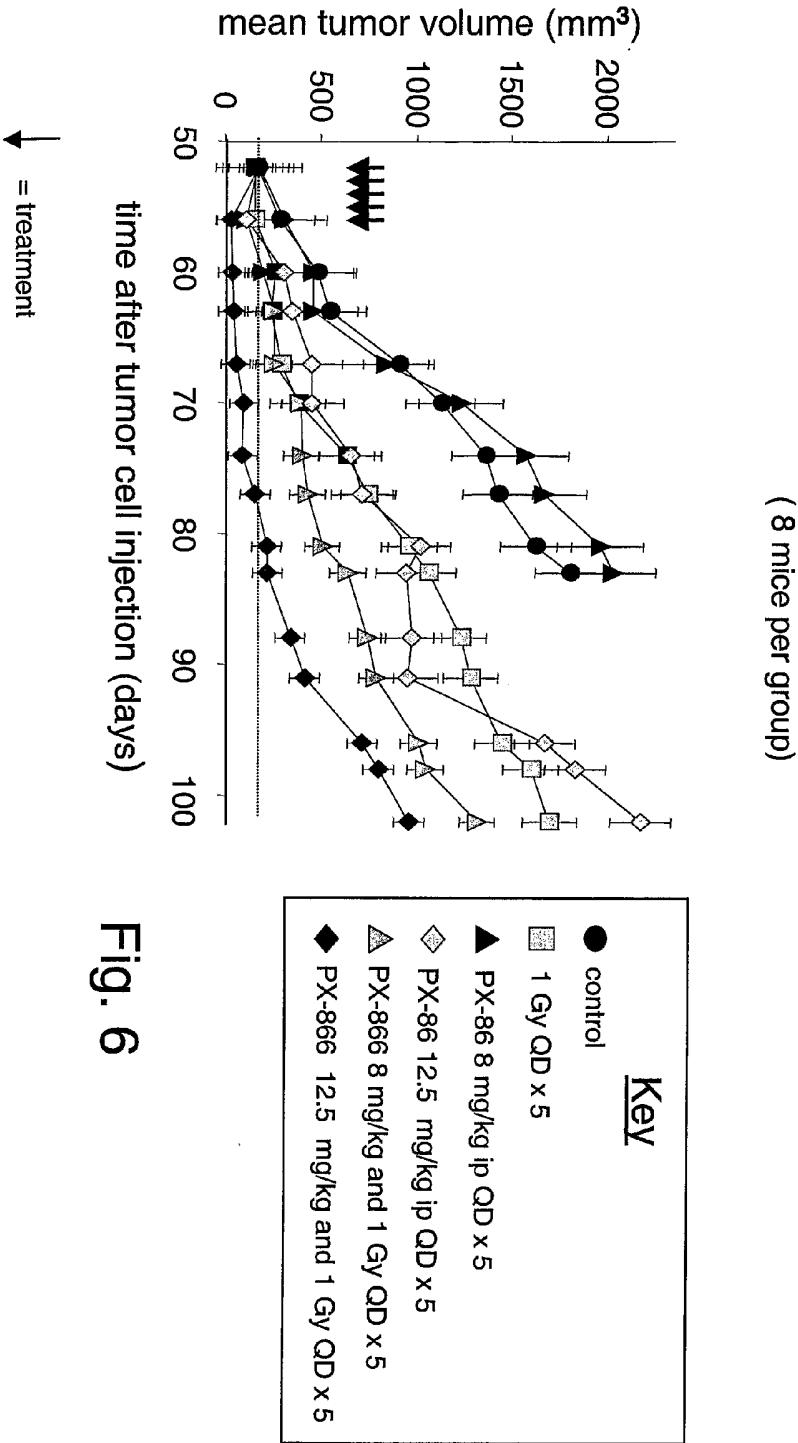 ( 8 mice per group)
mean tumor volume (mm³)
2000
1500
1000
500
0
50
60
70
80
90
100
time after tumor cell injection (days)
= treatment
Key
control
1 Gy QD x 5
PX-86 8 mg/kg ip QD x 5
PX-86 12.5 mg/kg ip QD x 5
PX-866 8 mg/kg and 1 Gy QD x 5
PX-866 12.5 mg/kg and 1 Gy QD x 5
Fig. 6